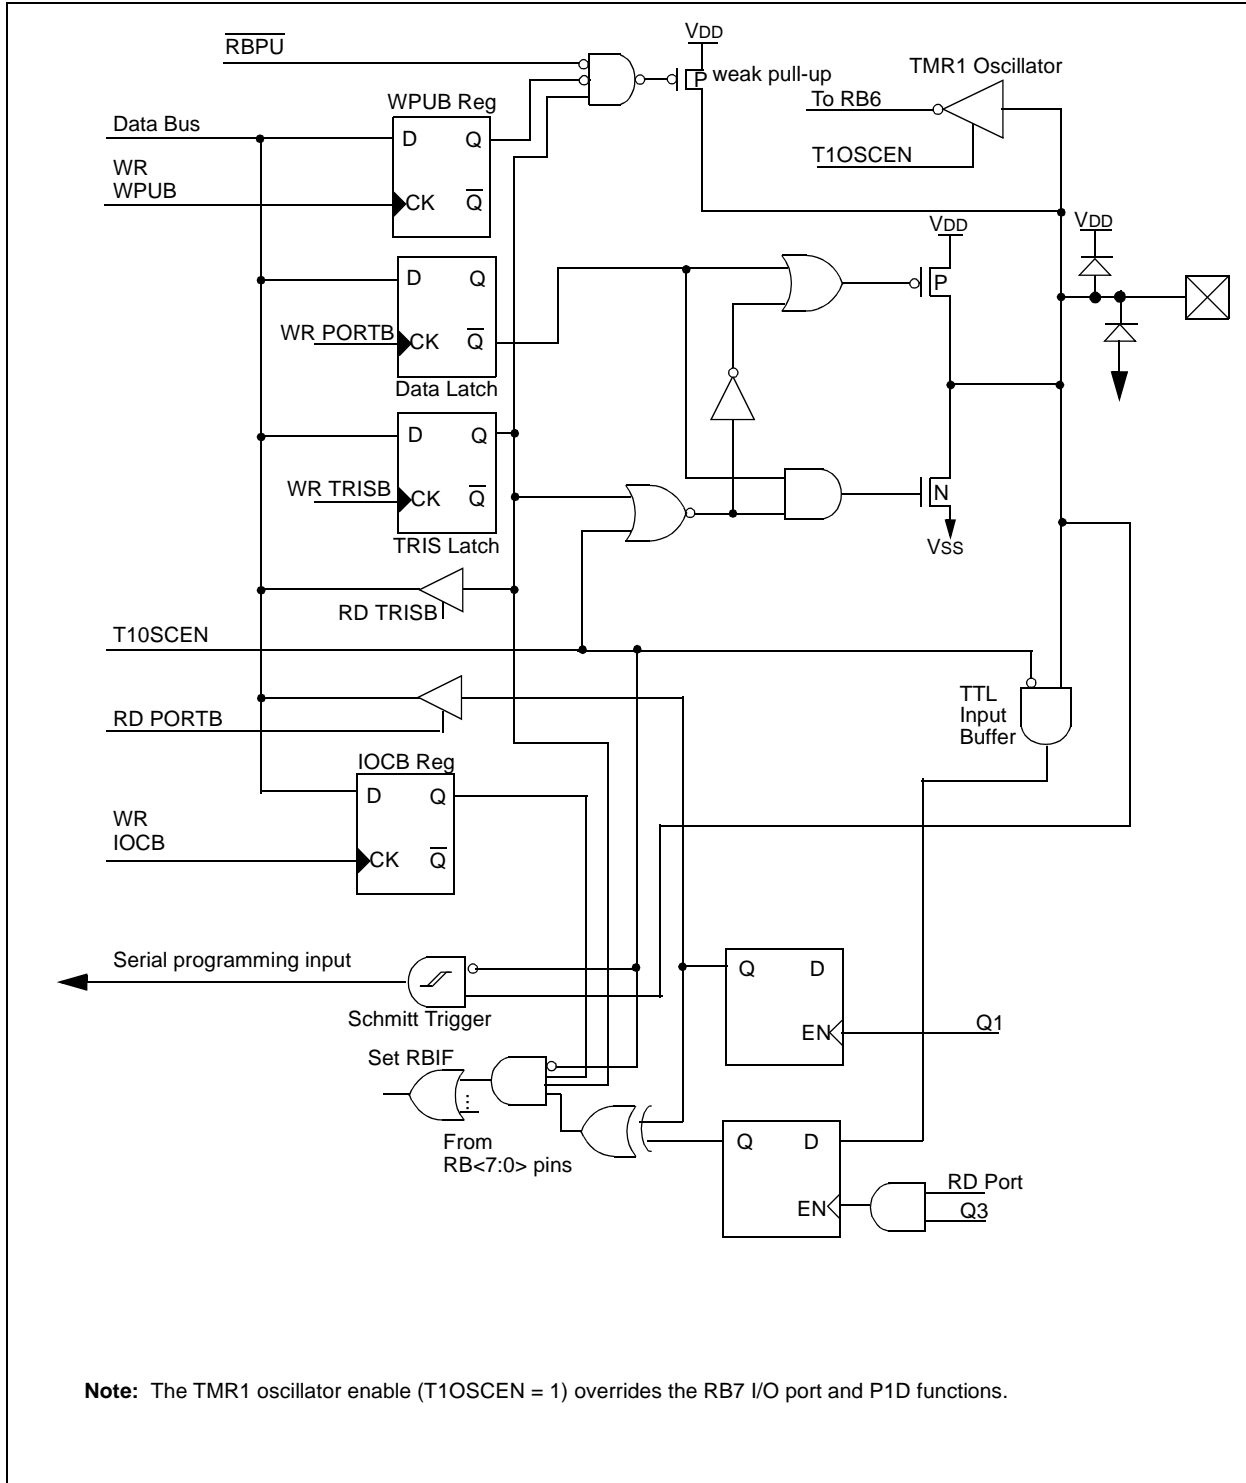 RBPU
VDD
weak pull-up
TMR1 Oscillator
To RB6
WPUB Reg
Data Bus
D Q
T1OSCEN
WR
WPUB
CK Q
VDD
VDD
D Q
P
P
WR PORTB
CK Q
Data Latch
D Q
WR TRISB
CK Q
N
TRIS Latch
VSS
RD TRISB
T10SCEN
TTL
Input
Buffer
RD PORTB
IOCB Reg
D Q
WR
IOCB
CK Q
Serial programming input
Q D
Schmitt Trigger
EN
Q1
Set RBIF
From
RB<7:0> pins
Q D
RD Port
EN
Q3
Note: The TMR1 oscillator enable (T1OSCEN = 1) overrides the RB7 I/O port and P1D functions.